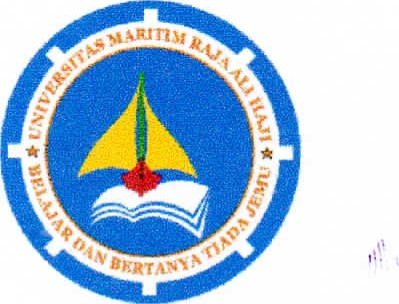 UNIVERSITAS MARITIM RAJA ALI HAJI
BELAJAR DAN BERTANYA TIADA JEMU